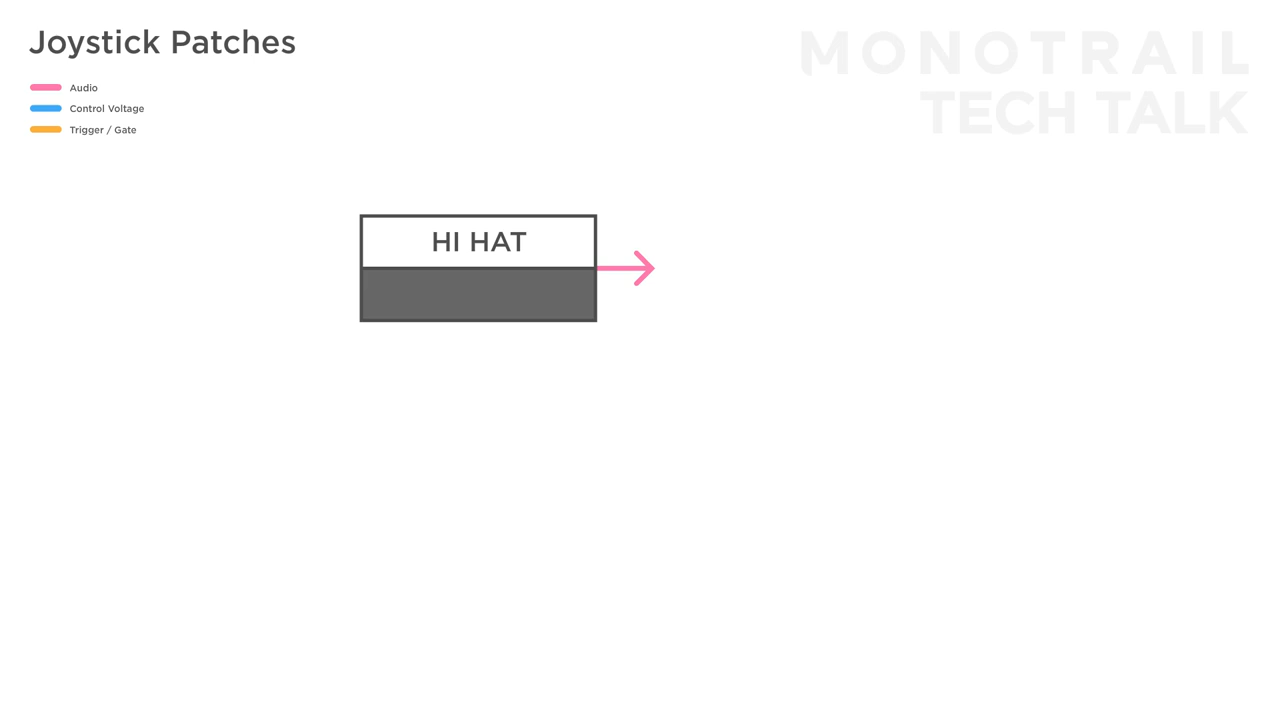 Joystick Patches
MONOTRAIL
TECH TALK
Audio
Control Voltage
Trigger / Gate
HI HAT